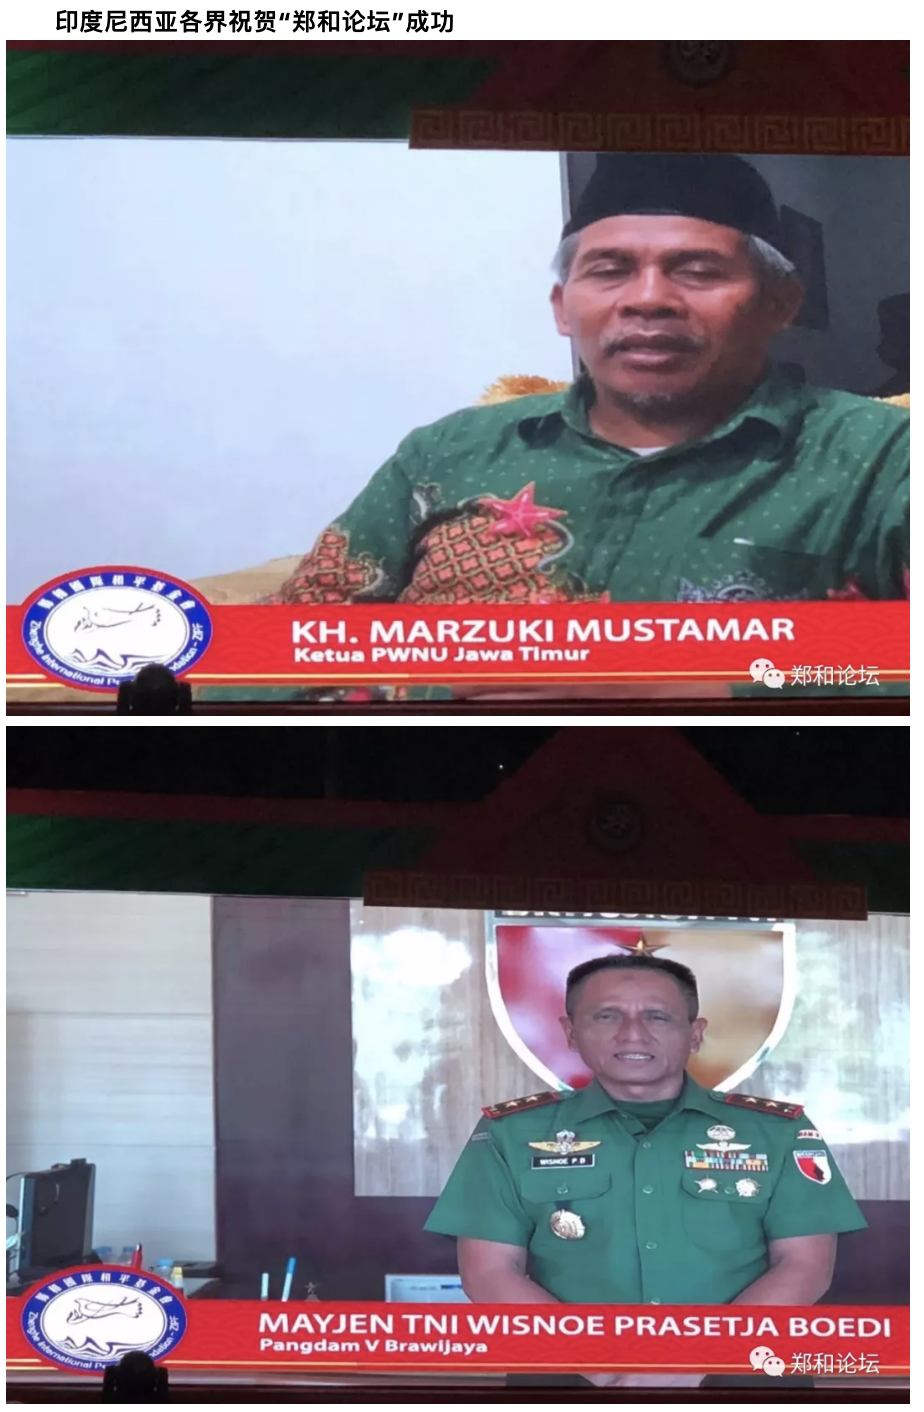 印度尼西亚各界祝贺“郑和论坛”成功
KH. MARZUKI MUSTAMAR
Ketua PWNU Jawa Timur
郑和论坛
WISNOE P B
MAYJEN TNI WISNOE PRASETJA BOEDI
Pangdam V Brawijaya
郑和论坛